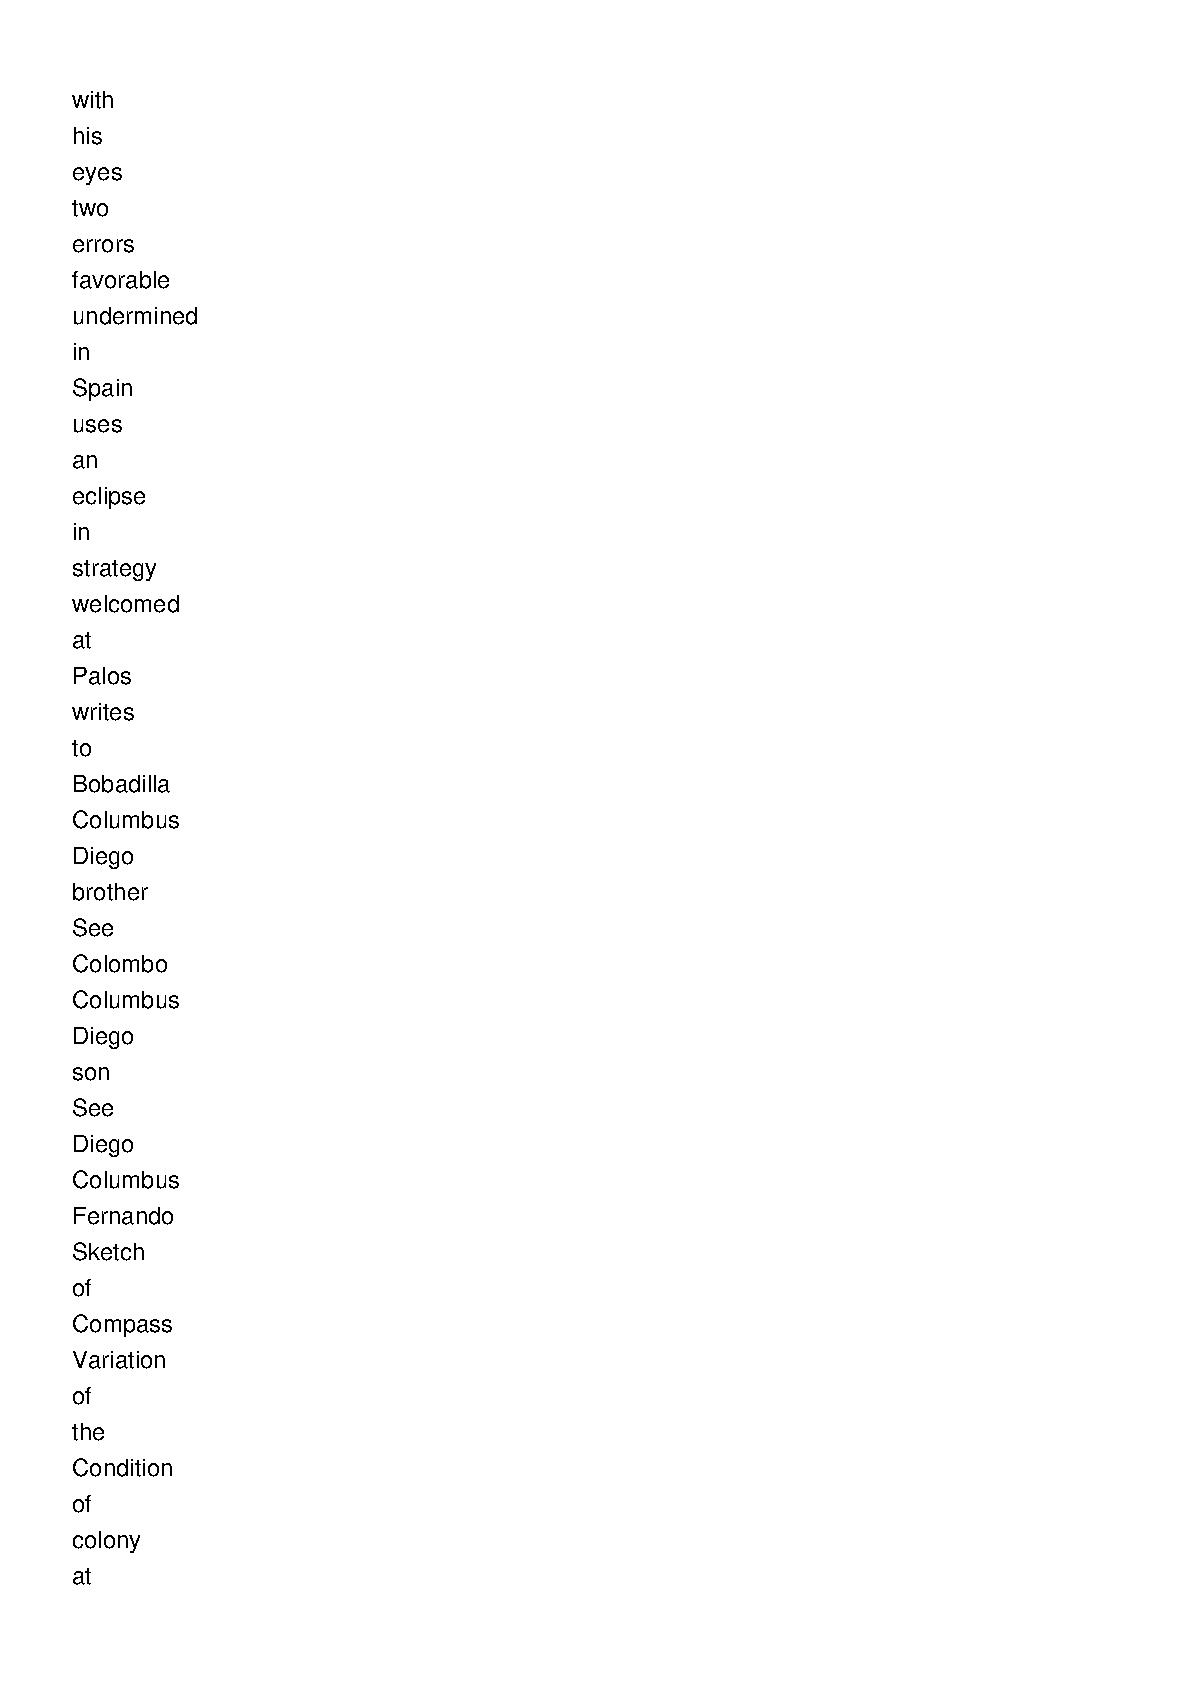 with
his
eyes
two
errors
favorable
undermined
in
Spain
uses
an
eclipse
in
strategy
welcomed
at
Palos
writes
to
Bobadilla
Columbus
Diego
brother
See
Colombo
Columbus
Diego
son
See
Diego
Columbus
Fernando
Sketch
of
Compass
Variation
of
the
Condition
of
colony
at